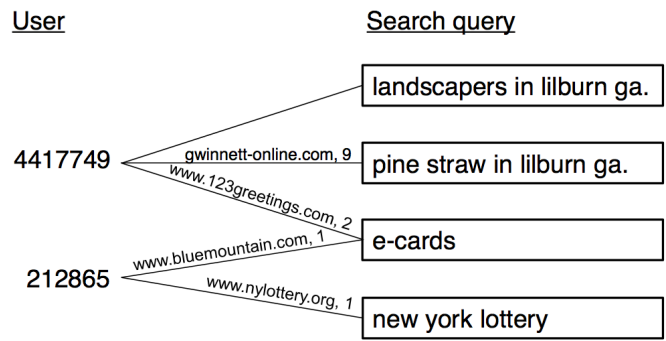 User Search query
landscapers in lilburn ga.
4417749 gwinnett-online.com, 9 pine straw in lilburn ga.
www.123greetings.com, 2
www.bluemountain.com, 1 e-cards
212865 www.nylottery.org, 1
new york lottery